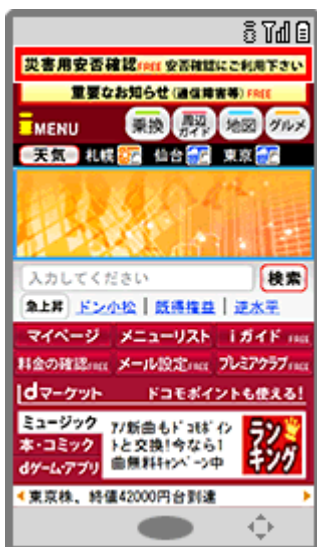 災害用安否確認FREE 安否確認にご利用下さい
重要なお知らせ(通信障害等)FREE
iMENU 乗換 周辺ガイド 地図 グルメ
天気 札幌 仙台 東京
入力してください 検索
急上昇 ドン小松 | 既得権益 | 逆水平
マイページ メニューリスト iガイド FREE
料金の確認FREE メール設定FREE プレミアクラブFREE
dマーケット ドコモポイントも使える!
ミュージック
本・コミック
dゲーム・アプリ
アノ新曲もドコモポイン
トと交換!今なら1
曲無料キャンペーン中
ランキング
東京株、終値42000円台到達